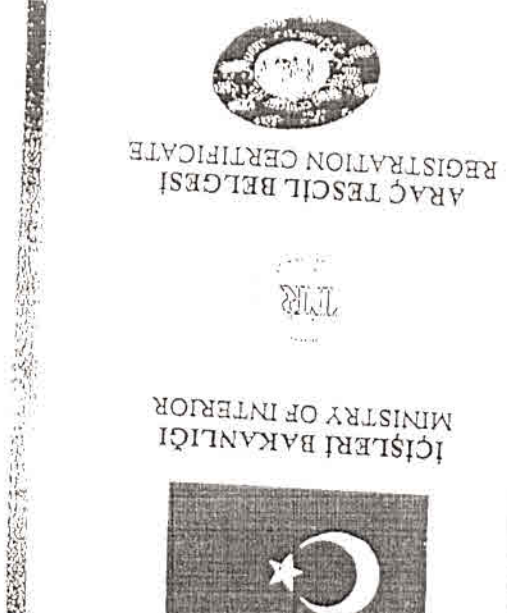 İÇİŞLERİ BAKANLIĞI
MINISTRY OF INTERIOR
TR
ARAÇ TESCİL BELGESİ
REGISTRATION CERTIFICATE